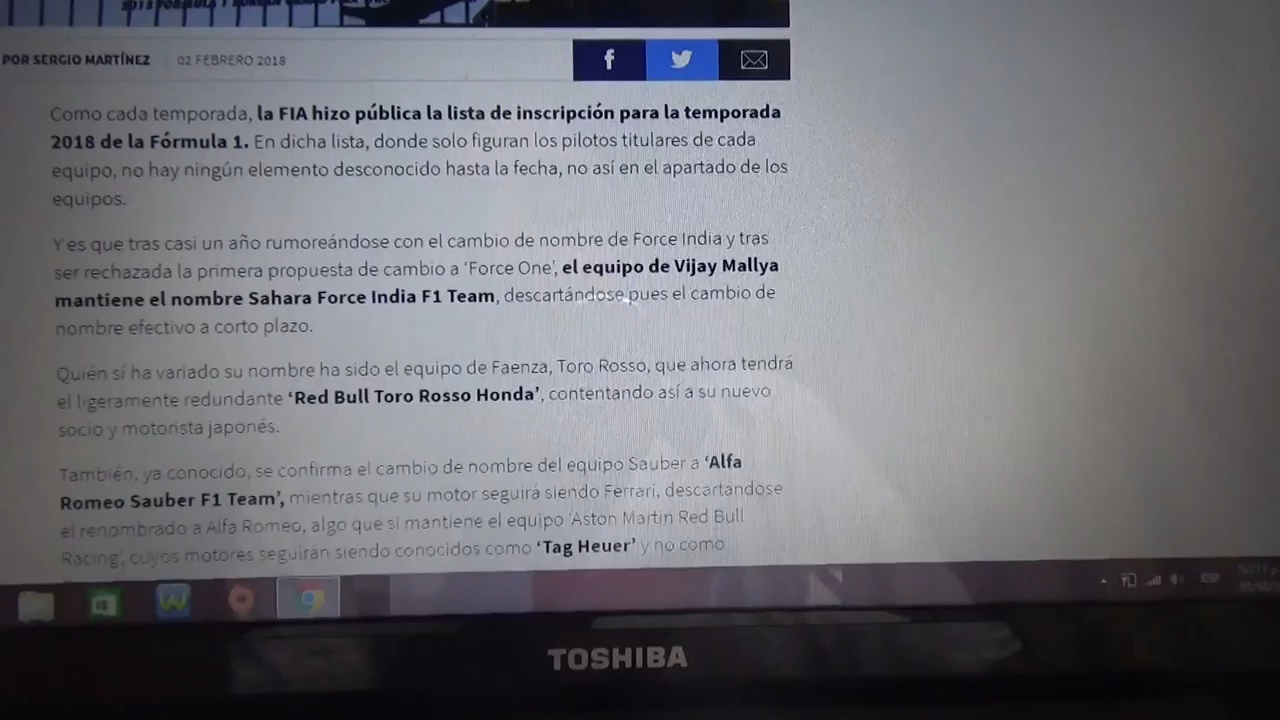 POR SERGIO MARTÍNEZ 02 FEBRERO 2018
Como cada temporada, la FIA hizo pública la lista de inscripción para la temporada
2018 de la Fórmula 1. En dicha lista, donde solo figuran los pilotos titulares de cada
equipo, no hay ningún elemento desconocido hasta la fecha, no así en el apartado de los
equipos.
Y es que tras casi un año rumoreándose con el cambio de nombre de Force India y tras
ser rechazada la primera propuesta de cambio a ‘Force One’, el equipo de Vijay Mallya
mantiene el nombre Sahara Force India F1 Team, descartándose pues el cambio de
nombre efectivo a corto plazo.
Quién sí ha variado su nombre ha sido el equipo de Faenza, Toro Rosso, que ahora tendrá
el ligeramente redundante ‘Red Bull Toro Rosso Honda’, contentando así a su nuevo
socio y motorista japonés.
También, ya conocido, se confirma el cambio de nombre del equipo Sauber a ‘Alfa
Romeo Sauber F1 Team’, mientras que su motor seguirá siendo Ferrari, descartándose
el renombrado a Alfa Romeo, algo que si mantiene el equipo ‘Aston Martin Red Bull
Racing’, cuyos motores seguirán siendo conocidos como ‘Tag Heuer’ y no como
TOSHIBA